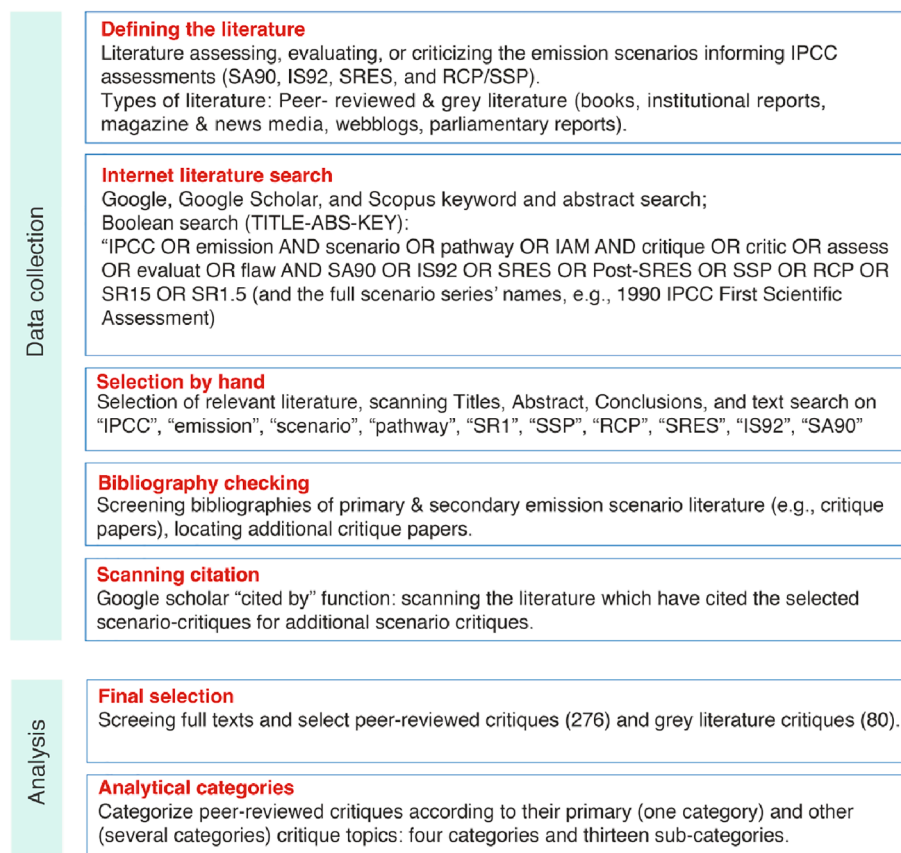 Data collection
Defining the literature
Literature assessing, evaluating, or criticizing the emission scenarios informing IPCC
assessments (SA90, IS92, SRES, and RCP/SSP).
Types of literature: Peer- reviewed & grey literature (books, institutional reports,
magazine & news media, webblogs, parliamentary reports).
Internet literature search
Google, Google Scholar, and Scopus keyword and abstract search;
Boolean search (TITLE-ABS-KEY):
“IPCC OR emission AND scenario OR pathway OR IAM AND critique OR critic OR assess
OR evaluat OR flaw AND SA90 OR IS92 OR SRES OR Post-SRES OR SSP OR RCP OR
SR15 OR SR1.5 (and the full scenario series’ names, e.g., 1990 IPCC First Scientific
Assessment)
Selection by hand
Selection of relevant literature, scanning Titles, Abstract, Conclusions, and text search on
“IPCC”, “emission”, “scenario”, “pathway”, “SR1”, “SSP”, “RCP”, “SRES”, “IS92”, “SA90”
Bibliography checking
Screening bibliographies of primary & secondary emission scenario literature (e.g., critique
papers), locating additional critique papers.
Scanning citation
Google scholar “cited by” function: scanning the literature which have cited the selected
scenario-critiques for additional scenario critiques.
Analysis
Final selection
Screeing full texts and select peer-reviewed critiques (276) and grey literature critiques (80).
Analytical categories
Categorize peer-reviewed critiques according to their primary (one category) and other
(several categories) critique topics: four categories and thirteen sub-categories.